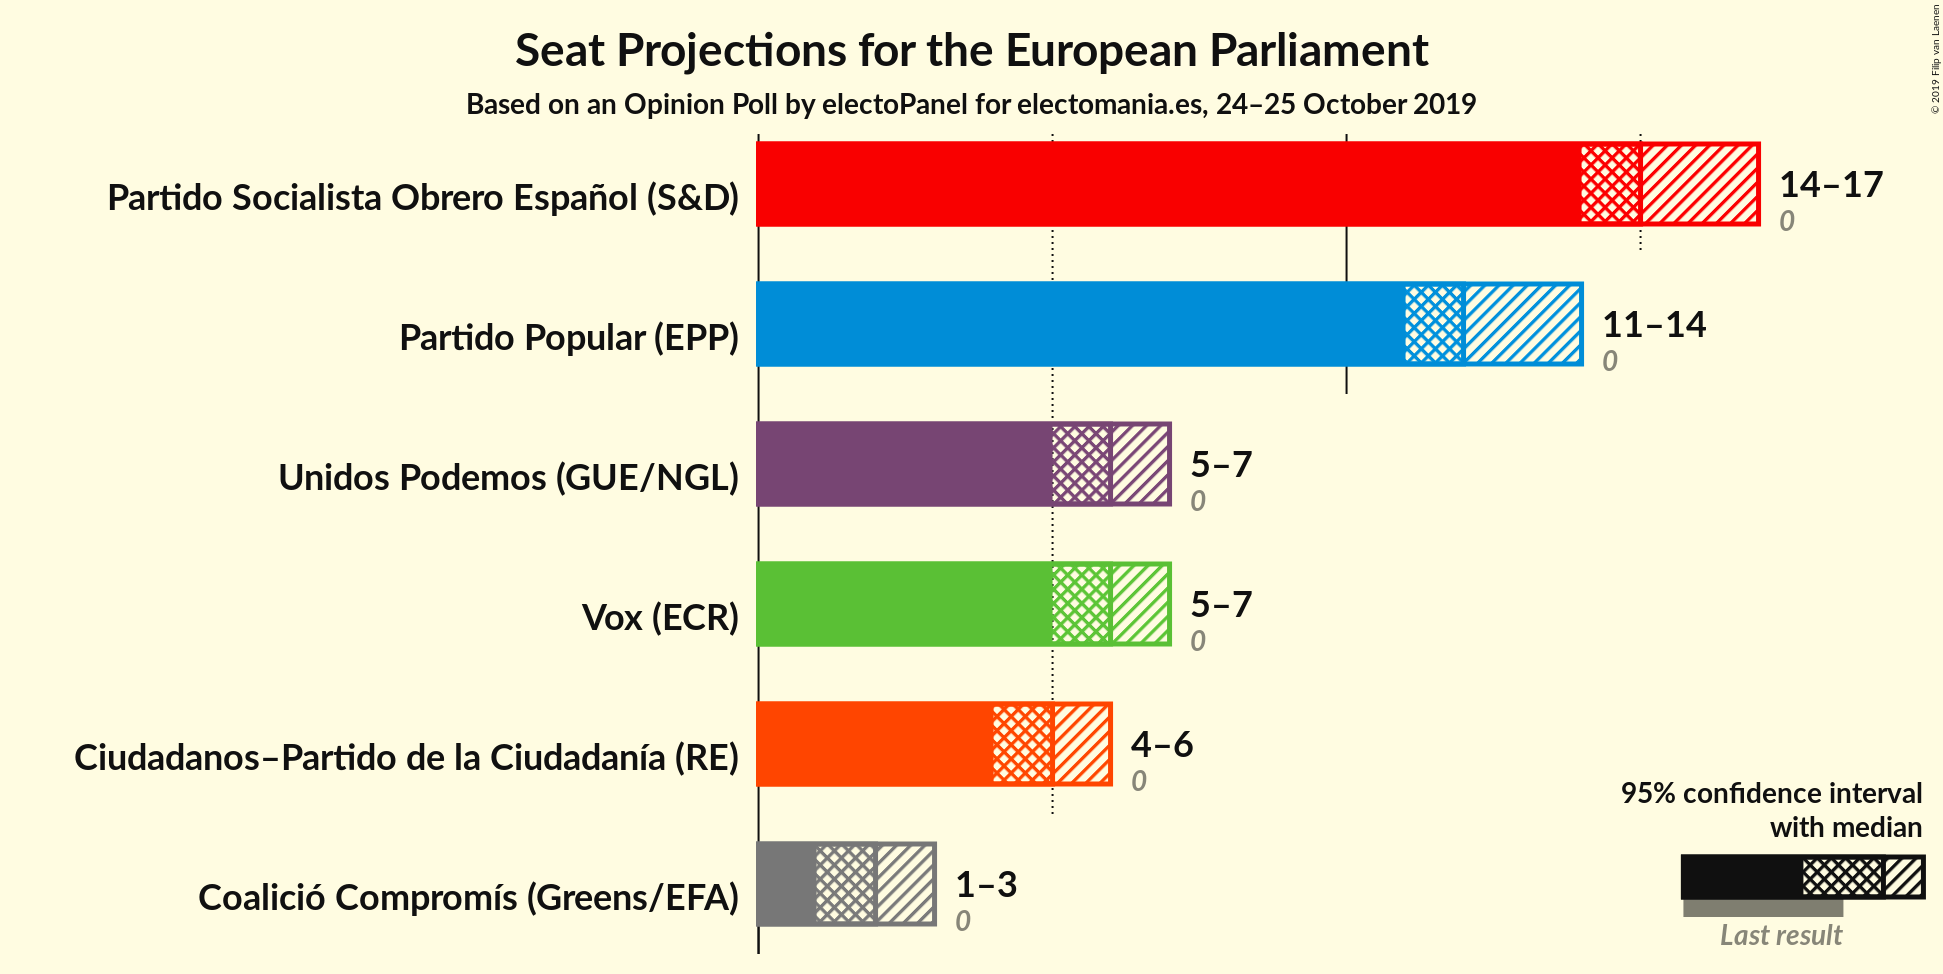 Seat Projections for the European Parliament
Based on an Opinion Poll by electoPanel for electomania.es, 24–25 October 2019
© 2019 Filip van Laenen
Partido Socialista Obrero Español (S&D)
14–17
0
Partido Popular (EPP)
11–14
0
Unidos Podemos (GUE/NGL)
5–7
0
Vox (ECR)
5–7
0
Ciudadanos–Partido de la Ciudadanía (RE)
4–6
0
Coalició Compromís (Greens/EFA)
1–3
0
95% confidence interval
with median
Last result